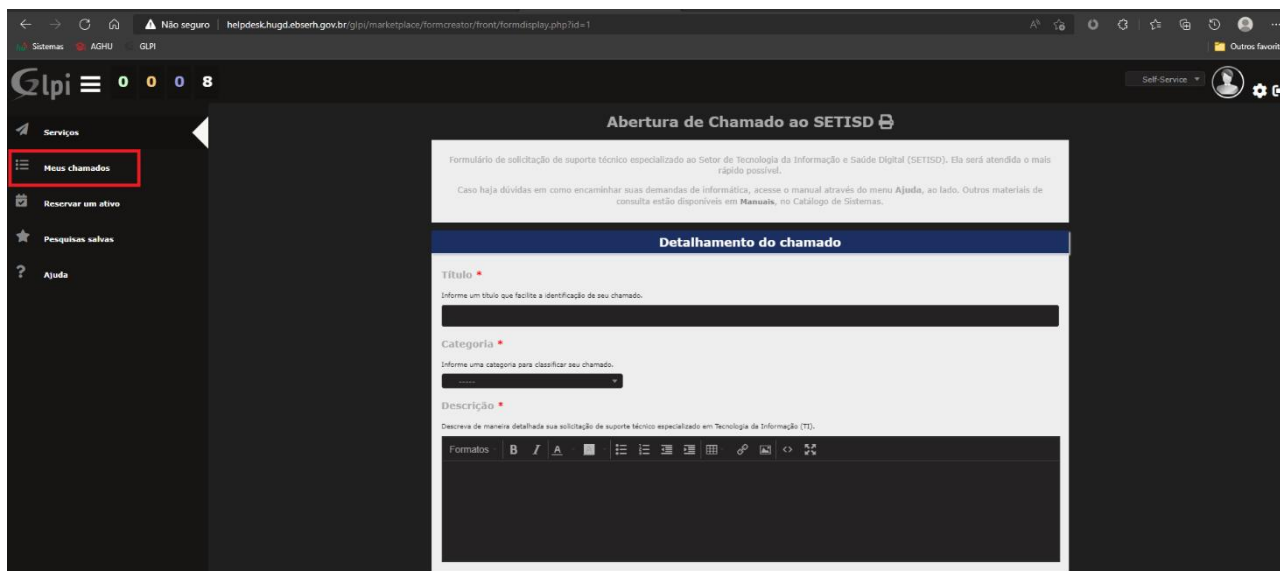 Não seguro | helpdesk.hugd.ebserh.gov.br/glpi/marketplace/formcreator/front/formdisplay.php?id=1
Sistemas AGHU GLPI Outros favorit
Glpi 0 0 0 8 Self-Service
Serviços
Meus chamados
Reservar um ativo
Pesquisas salvas
Ajuda
Abertura de Chamado ao SETISD
Formulário de solicitação de suporte técnico especializado ao Setor de Tecnologia da Informação e Saúde Digital (SETISD). Ela será atendida o mais
rápido possível.
Caso haja dúvidas em como encaminhar suas demandas de informática, acesse o manual através do menu Ajuda, ao lado. Outros materiais de
consulta estão disponíveis em Manuais, no Catálogo de Sistemas.
Detalhamento do chamado
Título *
Informe um título que facilite a identificação de seu chamado.
Categoria *
Informe uma categoria para classificar seu chamado.
-----
Descrição *
Descreva de maneira detalhada sua solicitação de suporte técnico especializado em Tecnologia da Informação (TI).
Formatos B I A